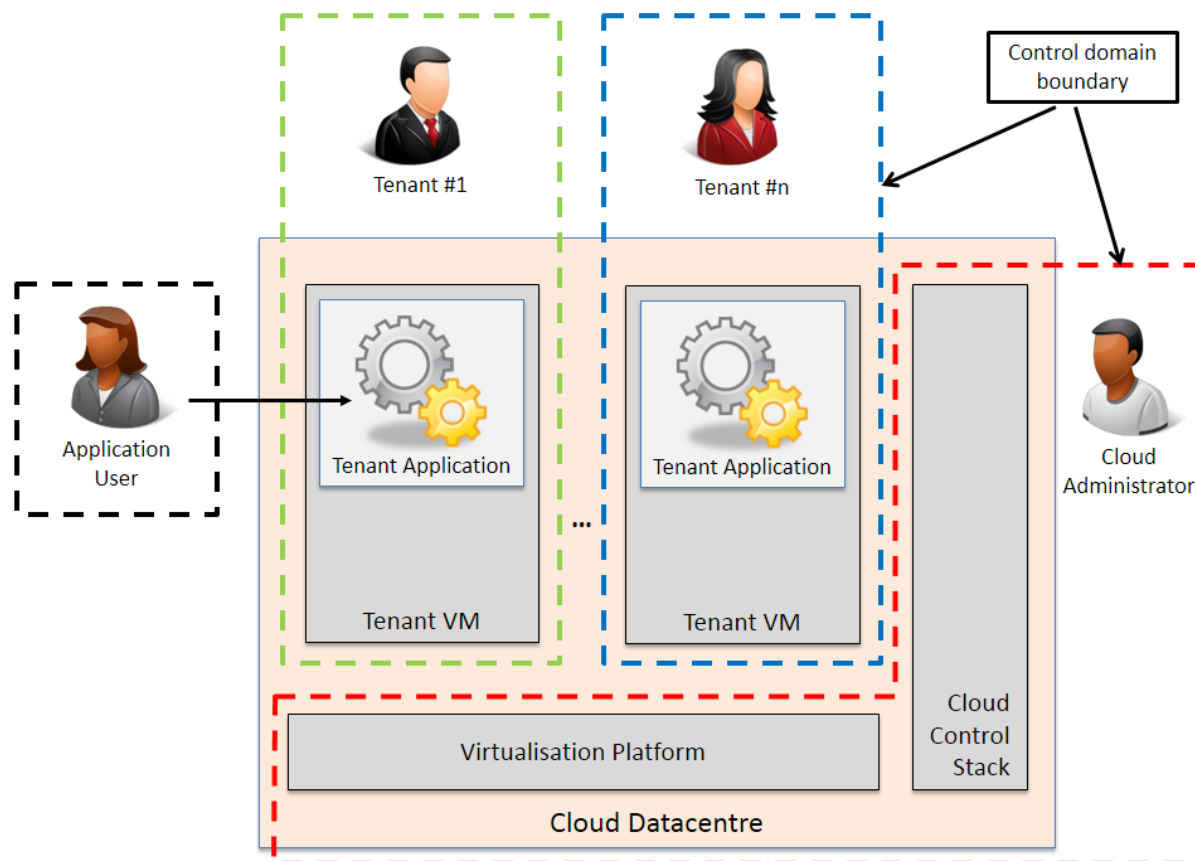 Control domain
boundary
Tenant #1
Tenant #n
Application
User
Tenant Application
Tenant Application
Cloud
Administrator
...
Tenant VM
Tenant VM
Cloud
Control
Stack
Virtualisation Platform
Cloud Datacentre